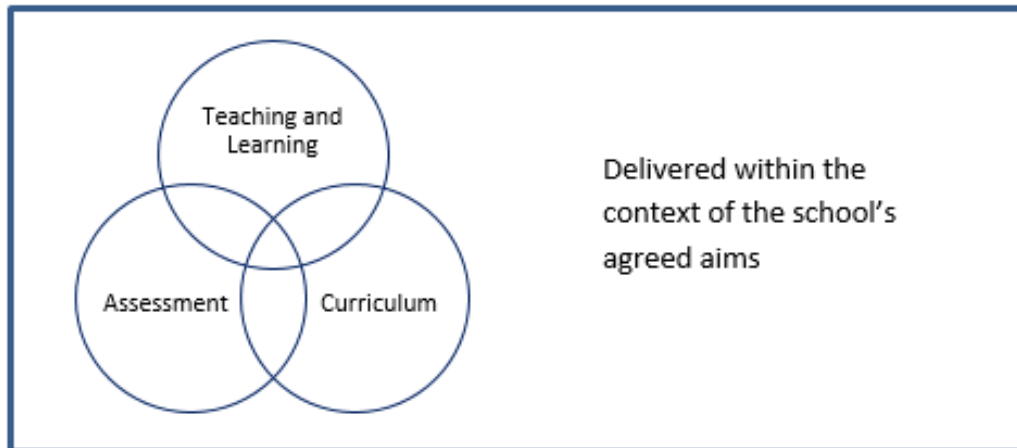 Teaching and
Learning
Assessment
Curriculum
Delivered within the
context of the school’s
agreed aims